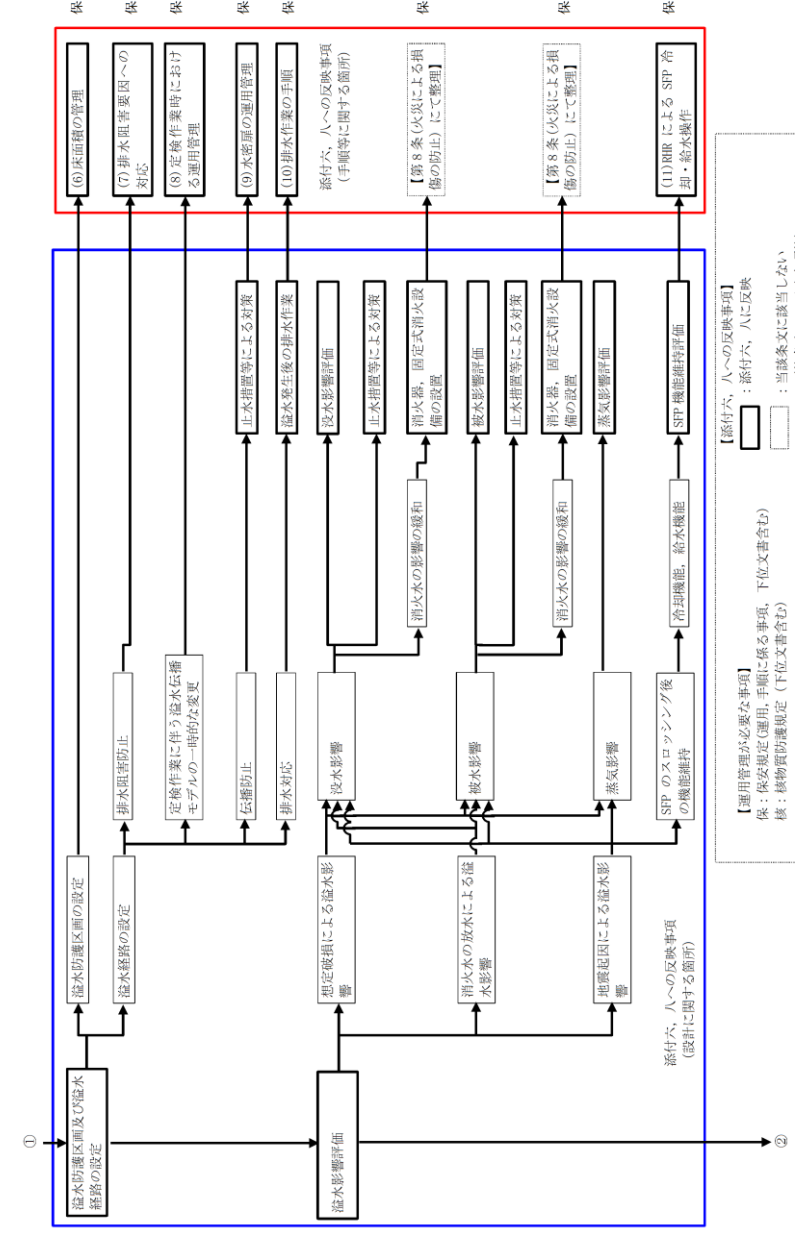 ①
溢水防護区画及び溢水
経路の設定
溢水影響評価
②
溢水防護区画の設定
溢水経路の設定
想定破損による溢水影
響
消火水の放水による溢
水影響
地震起因による溢水影
響
添付六，八への反映事項
(設計に関する箇所)
排水阻害防止
定検作業に伴う溢水伝播
モデルの一時的な変更
伝播防止
排水対応
没水影響
被水影響
蒸気影響
SFP のスロッシング後
の機能維持
消火水の影響の緩和
消火水の影響の緩和
冷却機能，給水機能
止水措置等による対策
溢水発生後の排水作業
没水影響評価
止水措置等による対策
消火器，固定式消火設
備の設置
被水影響評価
止水措置等による対策
消火器，固定式消火設
備の設置
蒸気影響評価
SFP 機能維持評価
(6)床面積の管理
(7)排水阻害要因への
対応
(8)定検作業時におけ
る運用管理
(9)水密扉の運用管理
(10)排水作業の手順
添付六，八への反映事項
(手順等に関する箇所)
【第 8 条(火災による損
傷の防止）にて整理】
【第 8 条(火災による損
傷の防止）にて整理】
(11)RHR による SFP 冷
却・給水操作
保
保
保
保
保
保
保
保
【運用管理が必要な事項】
保：保安規定(運用,手順に係る事項，下位文書含む)
核：核物質防護規定（下位文書含む）
【添付六，八への反映事項】
：添付六，八に反映
：当該条文に該当しない